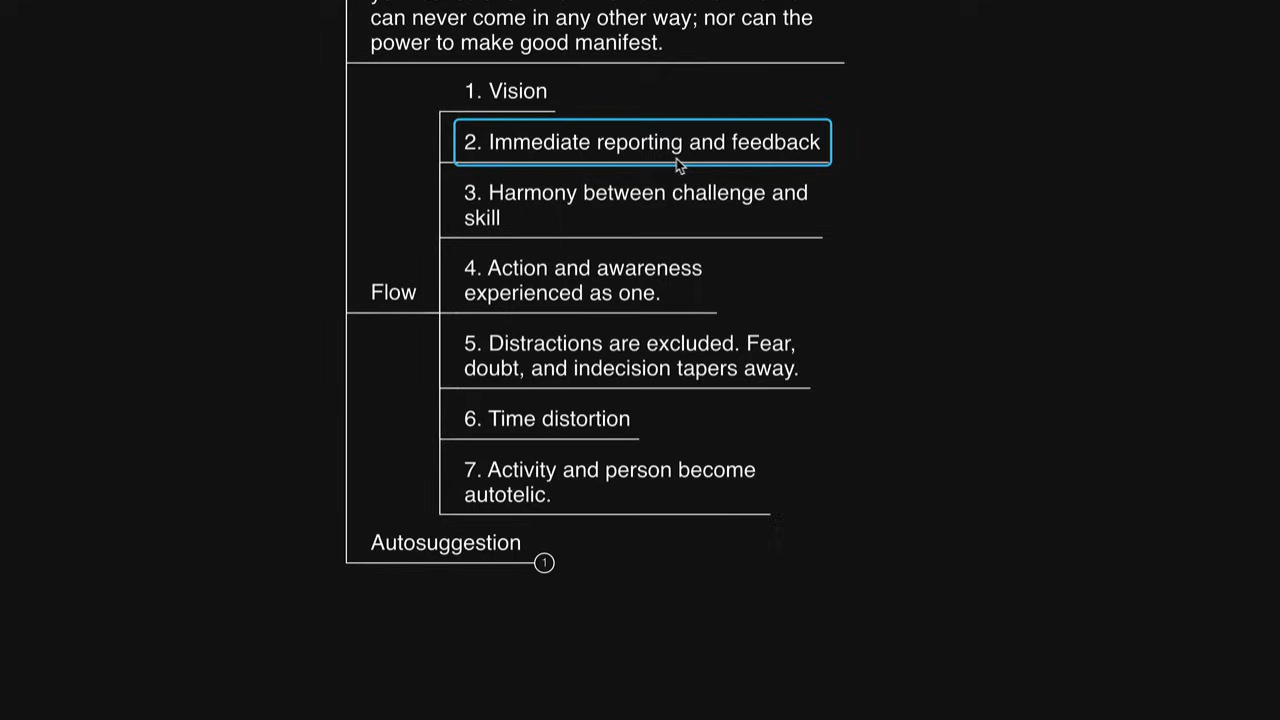 can never come in any other way; nor can the
power to make good manifest.
1. Vision
2. Immediate reporting and feedback
3. Harmony between challenge and
skill
4. Action and awareness
experienced as one.
Flow
5. Distractions are excluded. Fear,
doubt, and indecision tapers away.
6. Time distortion
7. Activity and person become
autotelic.
Autosuggestion
1